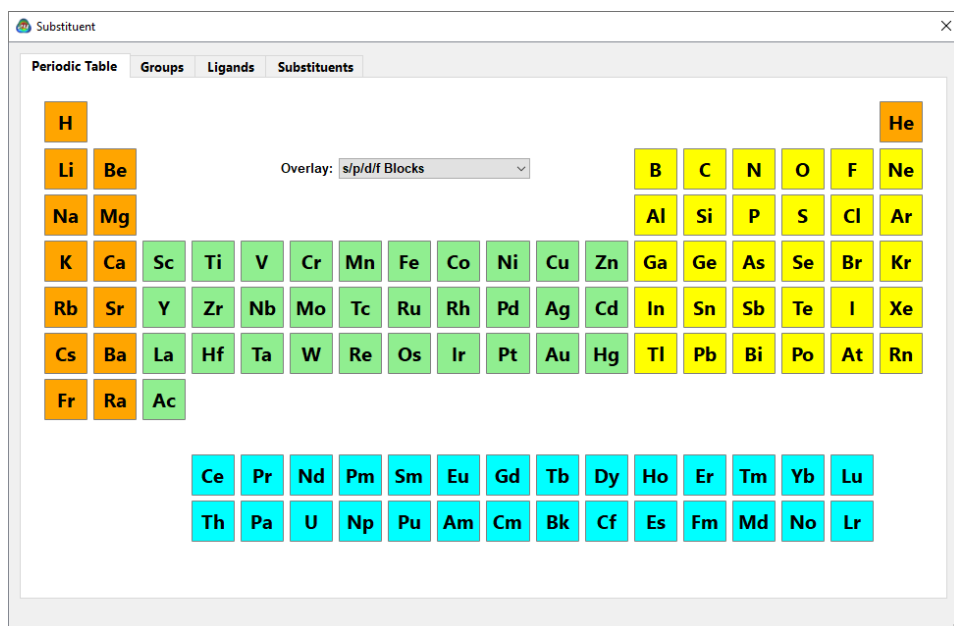 Substituent
Periodic Table Groups Ligands Substituents
H He
Li Be Overlay: s/p/d/f Blocks B C N O F Ne
Na Mg Al Si P S Cl Ar
K Ca Sc Ti V Cr Mn Fe Co Ni Cu Zn Ga Ge As Se Br Kr
Rb Sr Y Zr Nb Mo Tc Ru Rh Pd Ag Cd In Sn Sb Te I Xe
Cs Ba La Hf Ta W Re Os Ir Pt Au Hg Tl Pb Bi Po At Rn
Fr Ra Ac
Ce Pr Nd Pm Sm Eu Gd Tb Dy Ho Er Tm Yb Lu
Th Pa U Np Pu Am Cm Bk Cf Es Fm Md No Lr